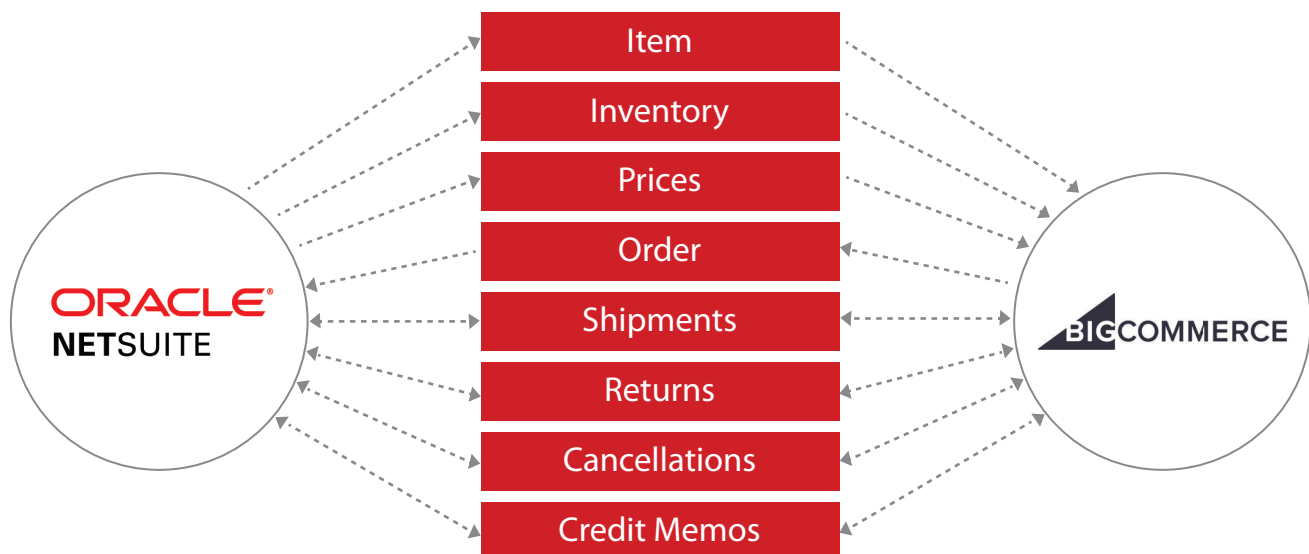 Item
Inventory
Prices
Order
Shipments
Returns
Cancellations
Credit Memos
ORACLE®
NETSUITE
BIGCOMMERCE